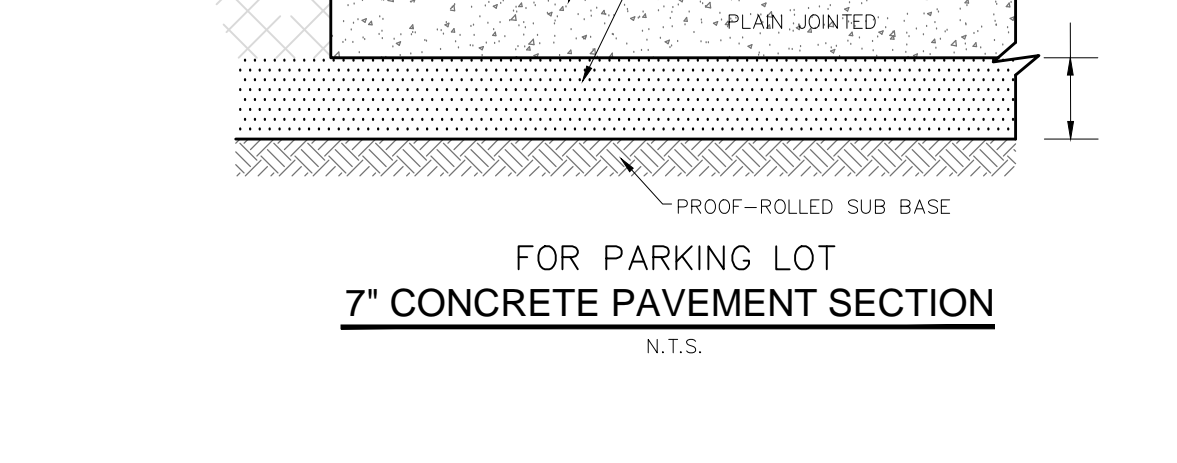 PLAIN JOINTED
PROOF-ROLLED SUB BASE
FOR PARKING LOT
7" CONCRETE PAVEMENT SECTION
N.T.S.